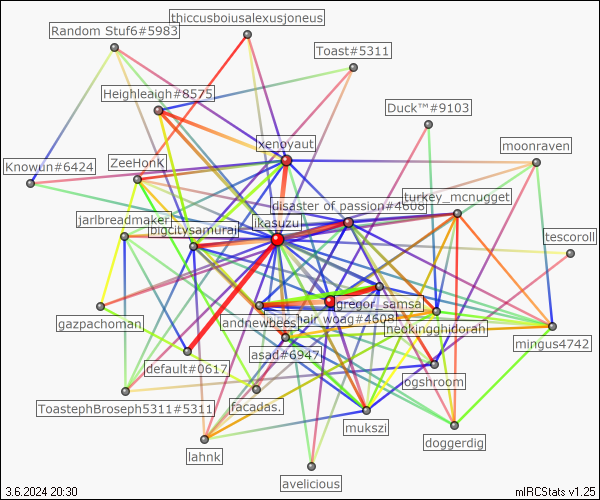 thiccusboiusalexusjoneus
Random Stuf6#5983
Toast#5311
Heighleaigh#8575
Duck™#9103
xenoyaut
moonraven
Knowun#6424
ZeeHonk
disaster of passion#4608
turkey_mcnugget
jarlbreadmaker
bigcitysamurai
ikasuzu
tescoroll
gregor_samsa
gazpachoman
andnewbees
hair woag#4608
neokingghidorah
mingus4742
asad#6947
default#0617
ogshroom
ToastephBroseph5311#5311
facadas.
mukszi
doggerdig
lahnk
avelicious
3.6.2024 20:30
mIRCStats v1.25